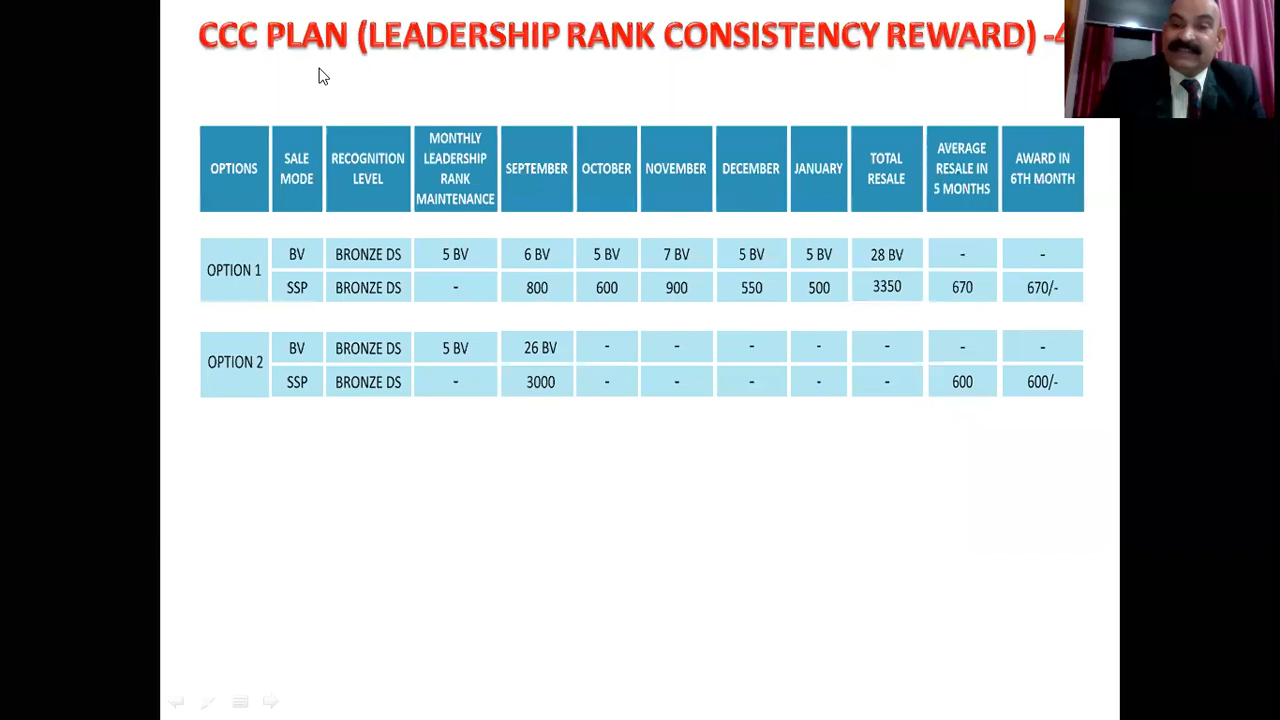 CCC PLAN (LEADERSHIP RANK CONSISTENCY REWARD) -4
OPTIONS SALE MODE RECOGNITION LEVEL MONTHLY LEADERSHIP RANK MAINTENANCE SEPTEMBER OCTOBER NOVEMBER DECEMBER JANUARY TOTAL RESALE AVERAGE RESALE IN 5 MONTHS AWARD IN 6TH MONTH
OPTION 1
BV BRONZE DS 5 BV 6 BV 5 BV 7 BV 5 BV 5 BV 28 BV - -
SSP BRONZE DS - 800 600 900 550 500 3350 670 670/-
OPTION 2
BV BRONZE DS 5 BV 26 BV - - - - - - -
SSP BRONZE DS - 3000 - - - - - 600 600/-